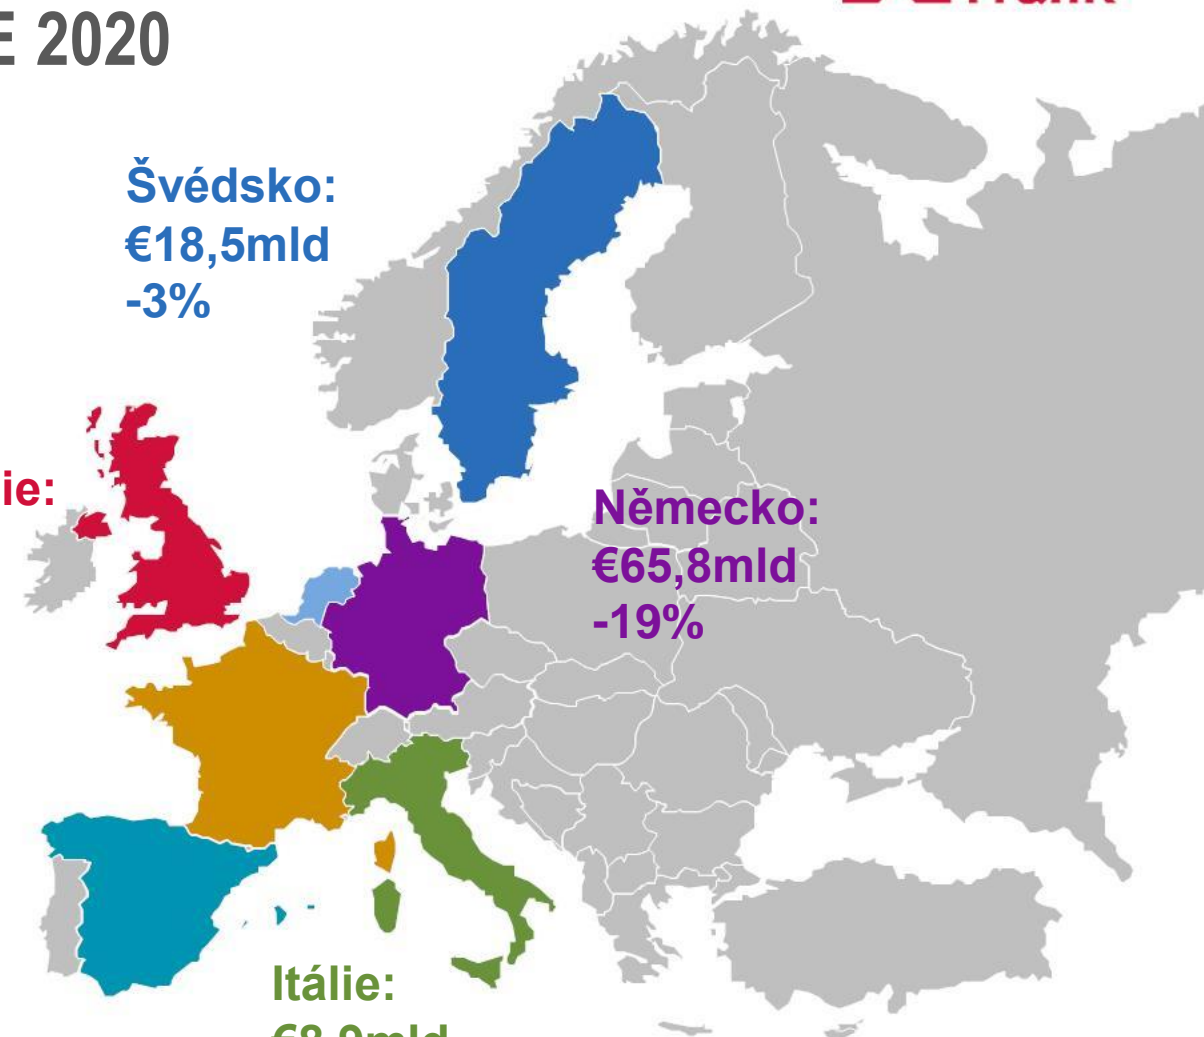 E 2020
Švédsko:
€18,5mld
-3%
ie:
Německo:
€65,8mld
-19%
Itálie: